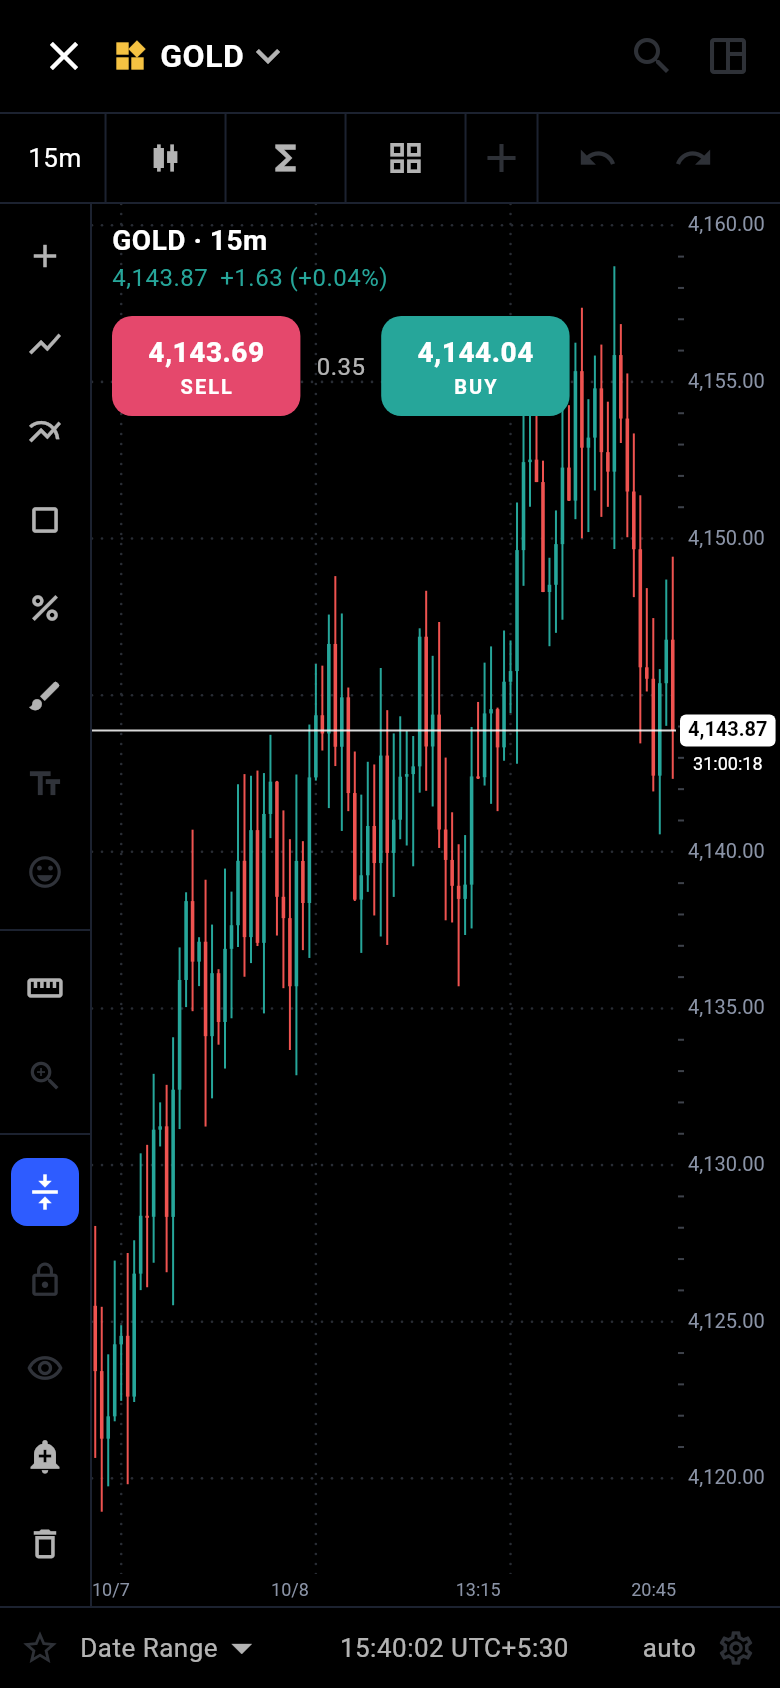 GOLD
15m
GOLD · 15m
4,143.87 +1.63 (+0.04%)
4,143.69
SELL
0.35
4,144.04
BUY
4,160.00
4,155.00
4,150.00
4,143.87
31:00:18
4,140.00
4,135.00
4,130.00
4,125.00
4,120.00
10/7 10/8 13:15 20:45
Date Range 15:40:02 UTC+5:30 auto